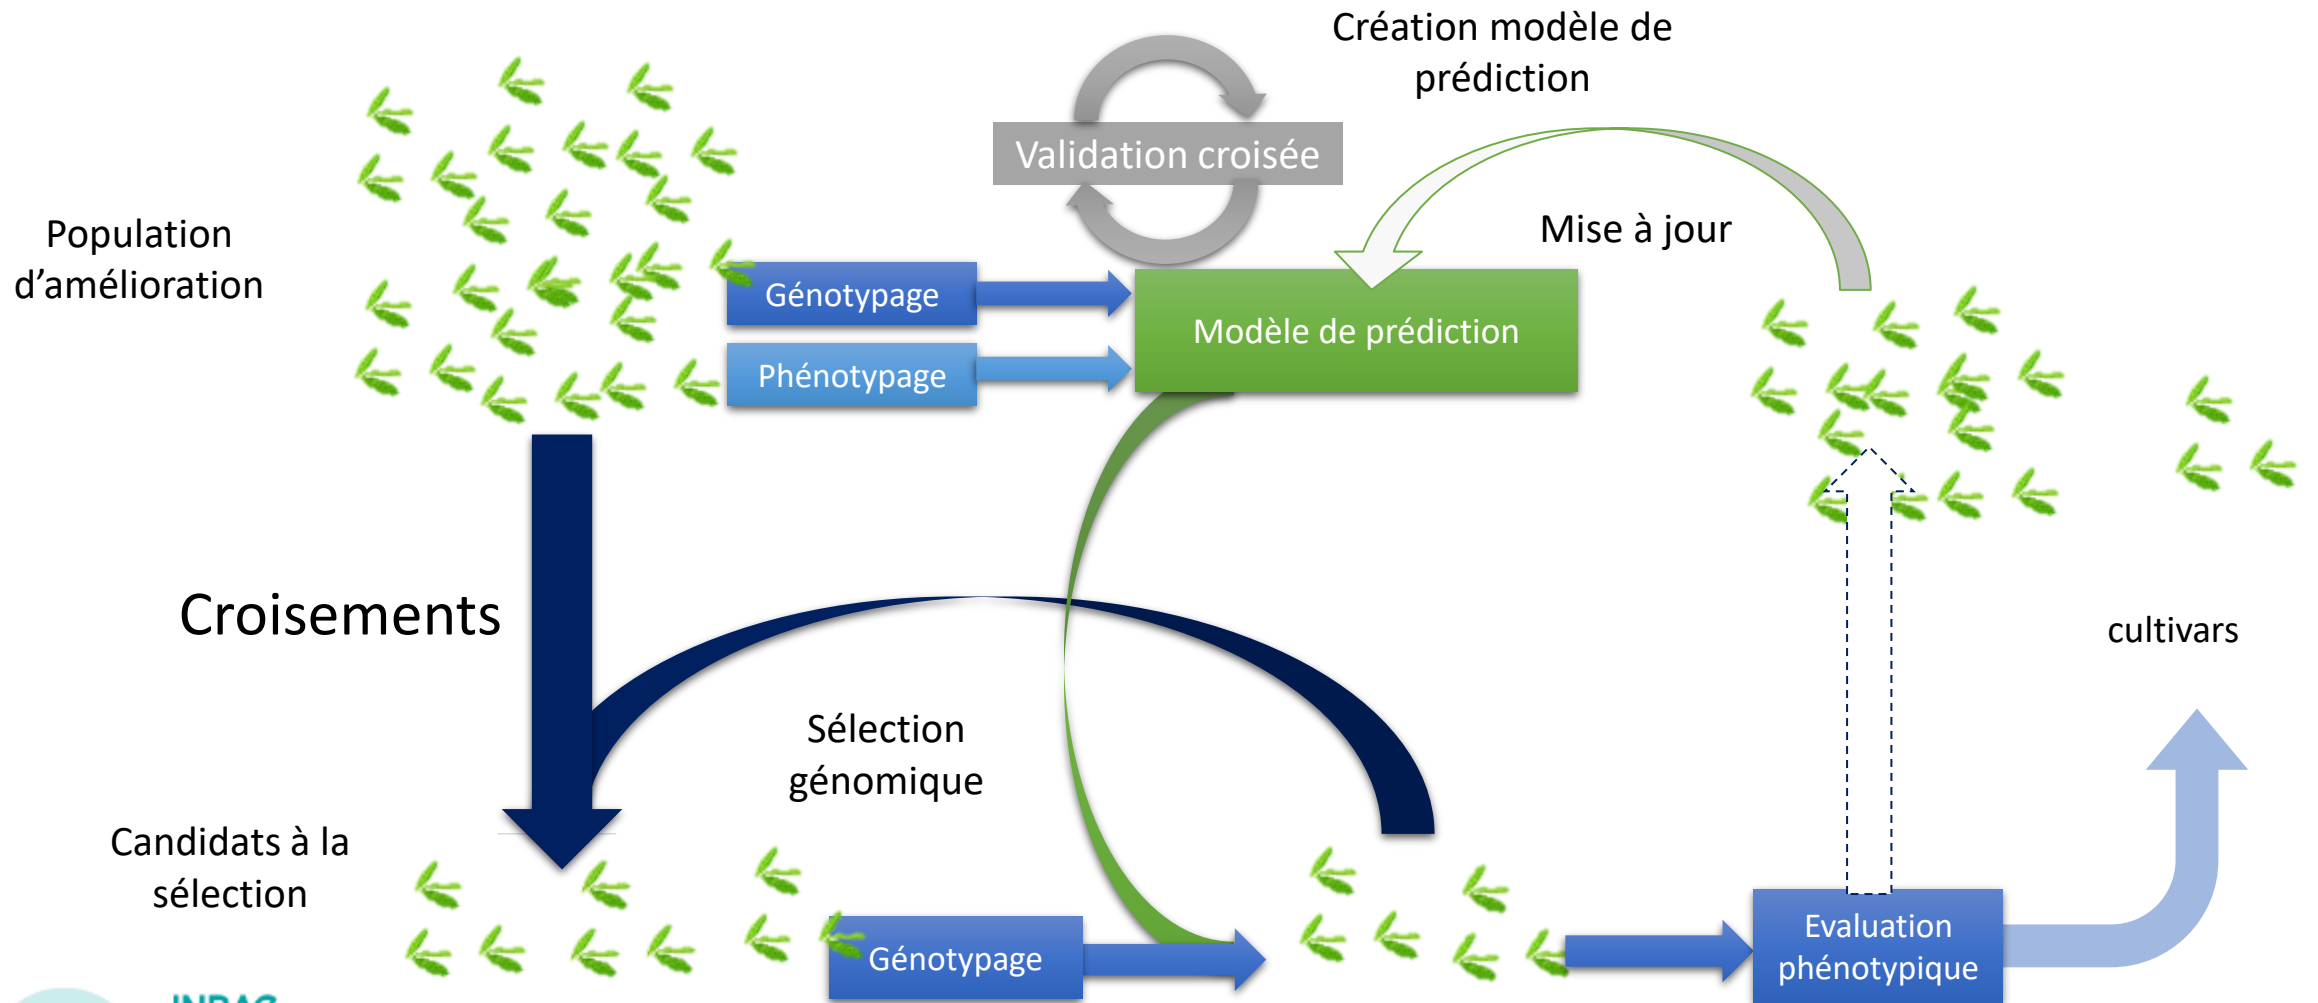 Création modèle de
prédiction
Validation croisée
Population
d’amélioration
Mise à jour
Génotypage
Modèle de prédiction
Phénotypage
Croisements
cultivars
Sélection
génomique
Candidats à la
sélection
Génotypage
Evaluation
phénotypique